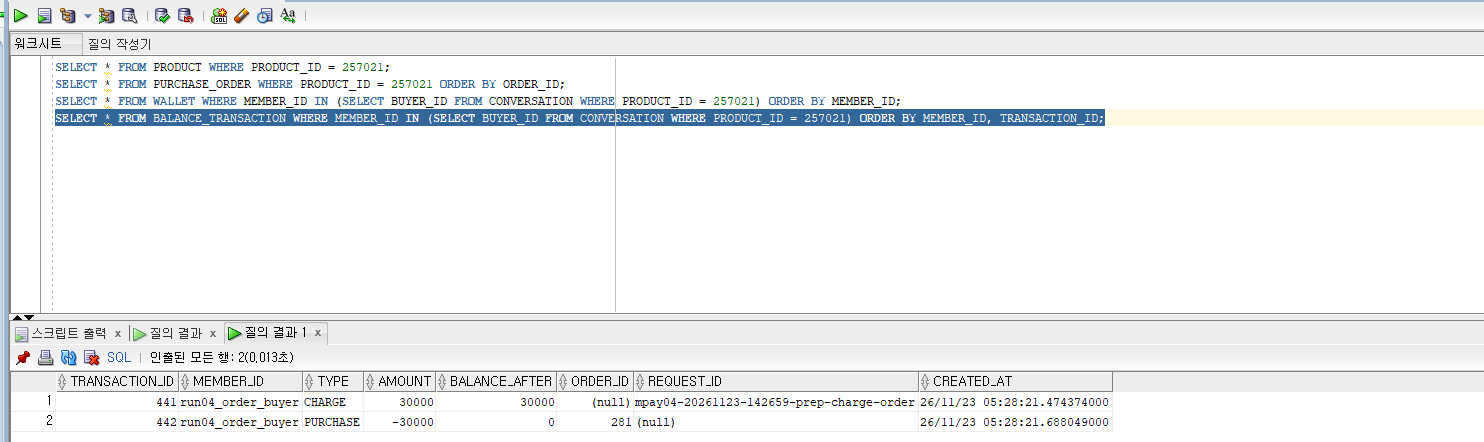 워크시트 질의 작성기
SELECT * FROM PRODUCT WHERE PRODUCT_ID = 257021;
SELECT * FROM PURCHASE_ORDER WHERE PRODUCT_ID = 257021 ORDER BY ORDER_ID;
SELECT * FROM WALLET WHERE MEMBER_ID IN (SELECT BUYER_ID FROM CONVERSATION WHERE PRODUCT_ID = 257021) ORDER BY MEMBER_ID;
SELECT * FROM BALANCE_TRANSACTION WHERE MEMBER_ID IN (SELECT BUYER_ID FROM CONVERSATION WHERE PRODUCT_ID = 257021) ORDER BY MEMBER_ID, TRANSACTION_ID;
스크립트 출력 x 질의 결과 x 질의 결과 1 x
SQL | 인출된 모든 행: 2(0,013초)
TRANSACTION_ID MEMBER_ID TYPE AMOUNT BALANCE_AFTER ORDER_ID REQUEST_ID CREATED_AT
1 441 run04_order_buyer CHARGE 30000 30000 (null) mpay04-20261123-142659-prep-charge-order 26/11/23 05:28:21.474374000
2 442 run04_order_buyer PURCHASE -30000 0 281 (null) 26/11/23 05:28:21.688049000